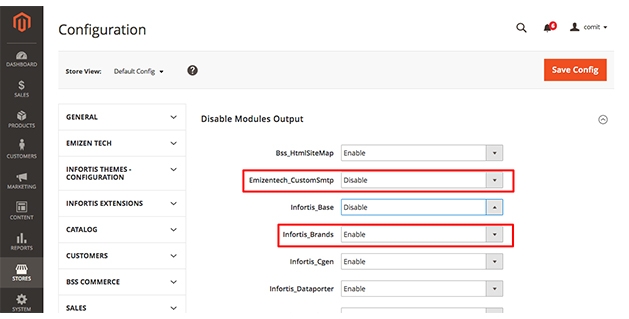 Configuration
4
comit
DASHBOARD
$
SALES
PRODUCTS
CUSTOMERS
MARKETING
CONTENT
REPORTS
STORES
SYSTEM
Store View: Default Config ?
Save Config
GENERAL
EMIZEN TECH
INFORTIS THEMES -
CONFIGURATION
INFORTIS EXTENSIONS
CATALOG
CUSTOMERS
BSS COMMERCE
SALES
Disable Modules Output
Bss_HtmlSiteMap Enable
Emizentech_CustomSmtp Disable
Infortis_Base Disable
Infortis_Brands Enable
Infortis_Cgen Enable
Infortis_Dataporter Enable